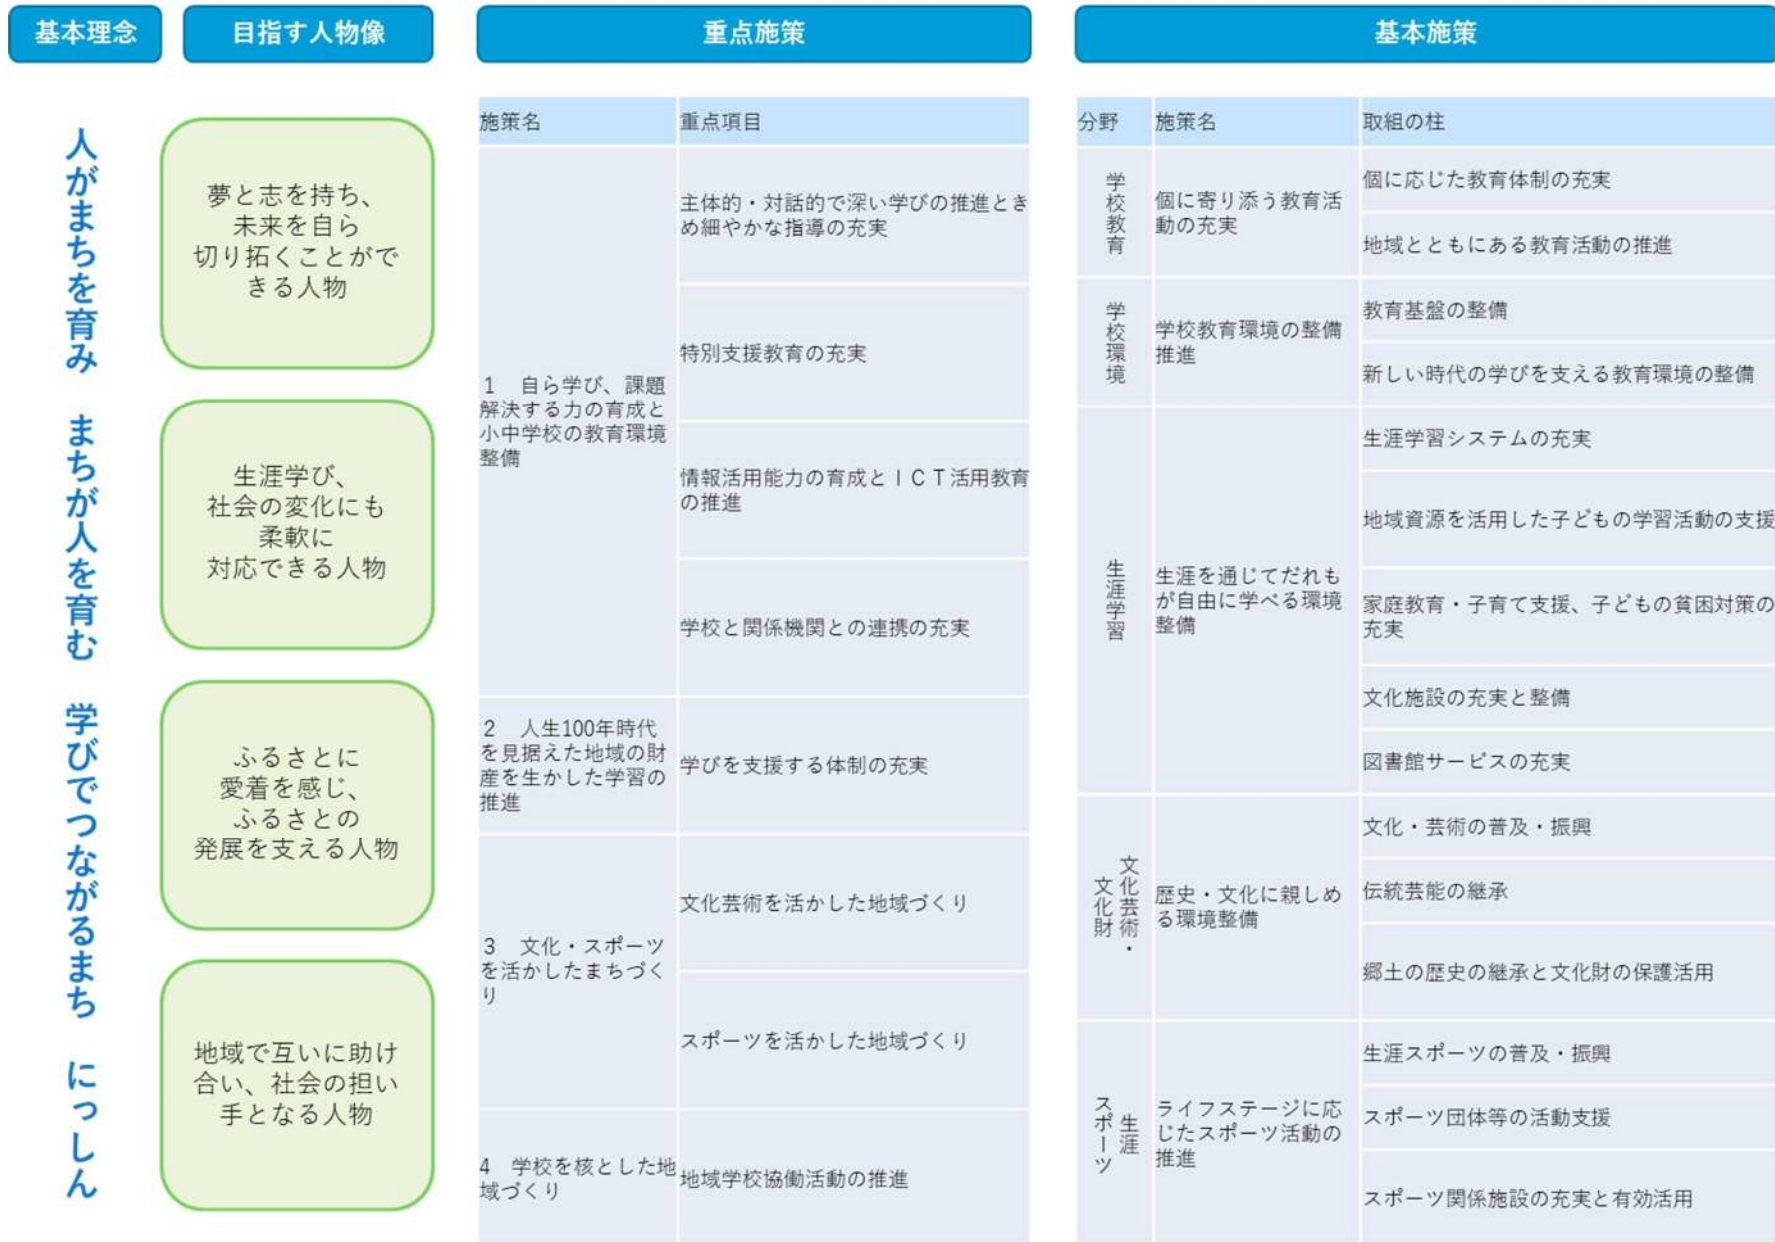 基本理念
目指す人物像
重点施策
基本施策
人がまちを育み　まちが人を育む　学びでつながるまち　にっしん
夢と志を持ち、
未来を自ら
切り拓くことがで
きる人物
生涯学び、
社会の変化にも
柔軟に
対応できる人物
ふるさとに
愛着を感じ、
ふるさとの
発展を支える人物
地域で互いに助け
合い、社会の担い
手となる人物
施策名
重点項目
1　自ら学び、課題
解決する力の育成と
小中学校の教育環境
整備
主体的・対話的で深い学びの推進とき
め細やかな指導の充実
特別支援教育の充実
情報活用能力の育成とＩＣＴ活用教育
の推進
学校と関係機関との連携の充実
2　人生100年時代
を見据えた地域の財
産を生かした学習の
推進
学びを支援する体制の充実
3　文化・スポーツ
を活かしたまちづく
り
文化芸術を活かした地域づくり
スポーツを活かした地域づくり
4　学校を核とした地
域づくり
地域学校協働活動の推進
分野
施策名
取組の柱
学校教育
個に寄り添う教育活
動の充実
個に応じた教育体制の充実
地域とともにある教育活動の推進
学校環境
学校教育環境の整備
推進
教育基盤の整備
新しい時代の学びを支える教育環境の整備
生涯学習
生涯を通じてだれも
が自由に学べる環境
整備
生涯学習システムの充実
地域資源を活用した子どもの学習活動の支援
家庭教育・子育て支援、子どもの貧困対策の
充実
文化施設の充実と整備
図書館サービスの充実
文化芸術・
文化財
歴史・文化に親しめ
る環境整備
文化・芸術の普及・振興
伝統芸能の継承
郷土の歴史の継承と文化財の保護活用
生涯
スポーツ
ライフステージに応
じたスポーツ活動の
推進
生涯スポーツの普及・振興
スポーツ団体等の活動支援
スポーツ関係施設の充実と有効活用